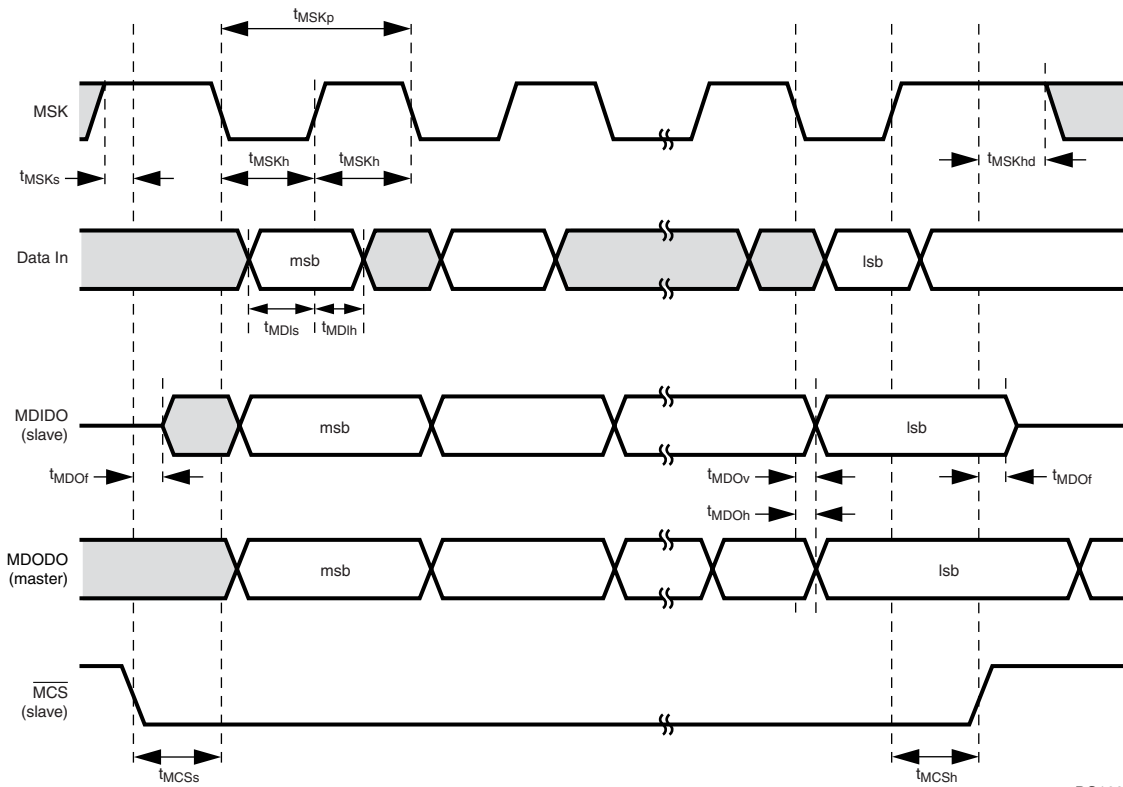 tMSKp
MSK
tMSKs
tMSKh
tMSKh
tMSKhd
Data In
msb
lsb
tMDIs
tMDIh
MDIDO
(slave)
msb
lsb
tMDOf
tMDOv
tMDOf
tMDOh
MDODO
(master)
msb
lsb
MCS
(slave)
tMCSs
tMCSh